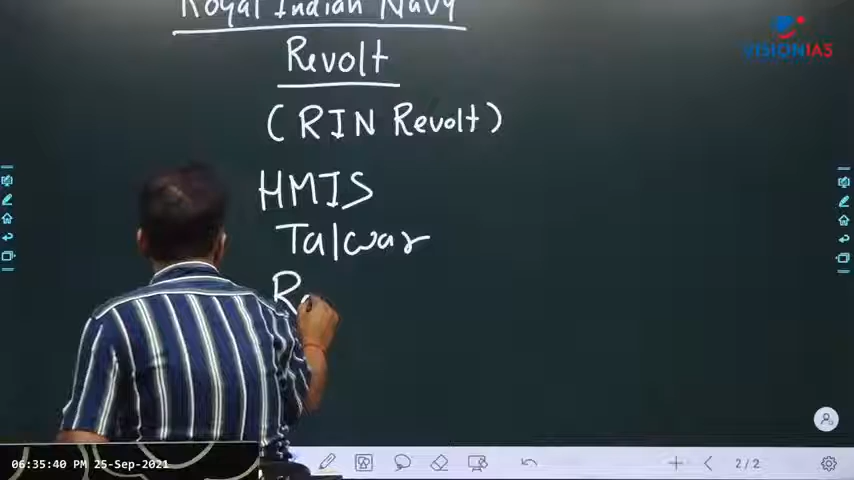 Royal Indian Navy
VISIONIAS
Revolt
(RIN Revolt)
HMIS
Talwar
R
06:35:40 PM 25-Sep-2021
2/2